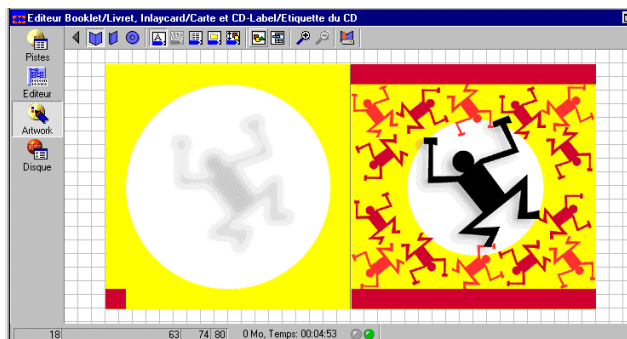 Editeur Booklet/Livret, Inlaycard/Carte et CD-Label/Etiquette du CD
Pistes
Editeur
Artwork
Disque
18 63 74 80 0 Mo, Temps: 00:04:53